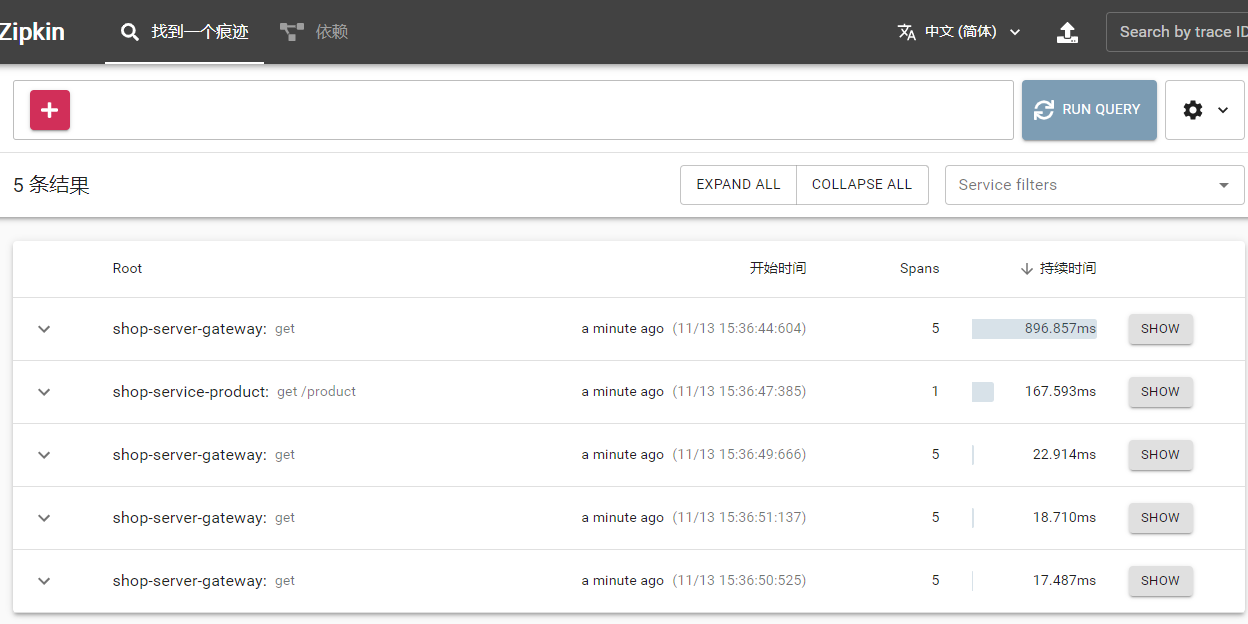 Zipkin 找到一个痕迹 依赖 中文 (简体) Search by trace ID
RUN QUERY
5 条结果 EXPAND ALL COLLAPSE ALL Service filters
Root 开始时间 Spans 持续时间
shop-server-gateway: get a minute ago (11/13 15:36:44:604) 5 896.857ms SHOW
shop-service-product: get /product a minute ago (11/13 15:36:47:385) 1 167.593ms SHOW
shop-server-gateway: get a minute ago (11/13 15:36:49:666) 5 22.914ms SHOW
shop-server-gateway: get a minute ago (11/13 15:36:51:137) 5 18.710ms SHOW
shop-server-gateway: get a minute ago (11/13 15:36:50:525) 5 17.487ms SHOW